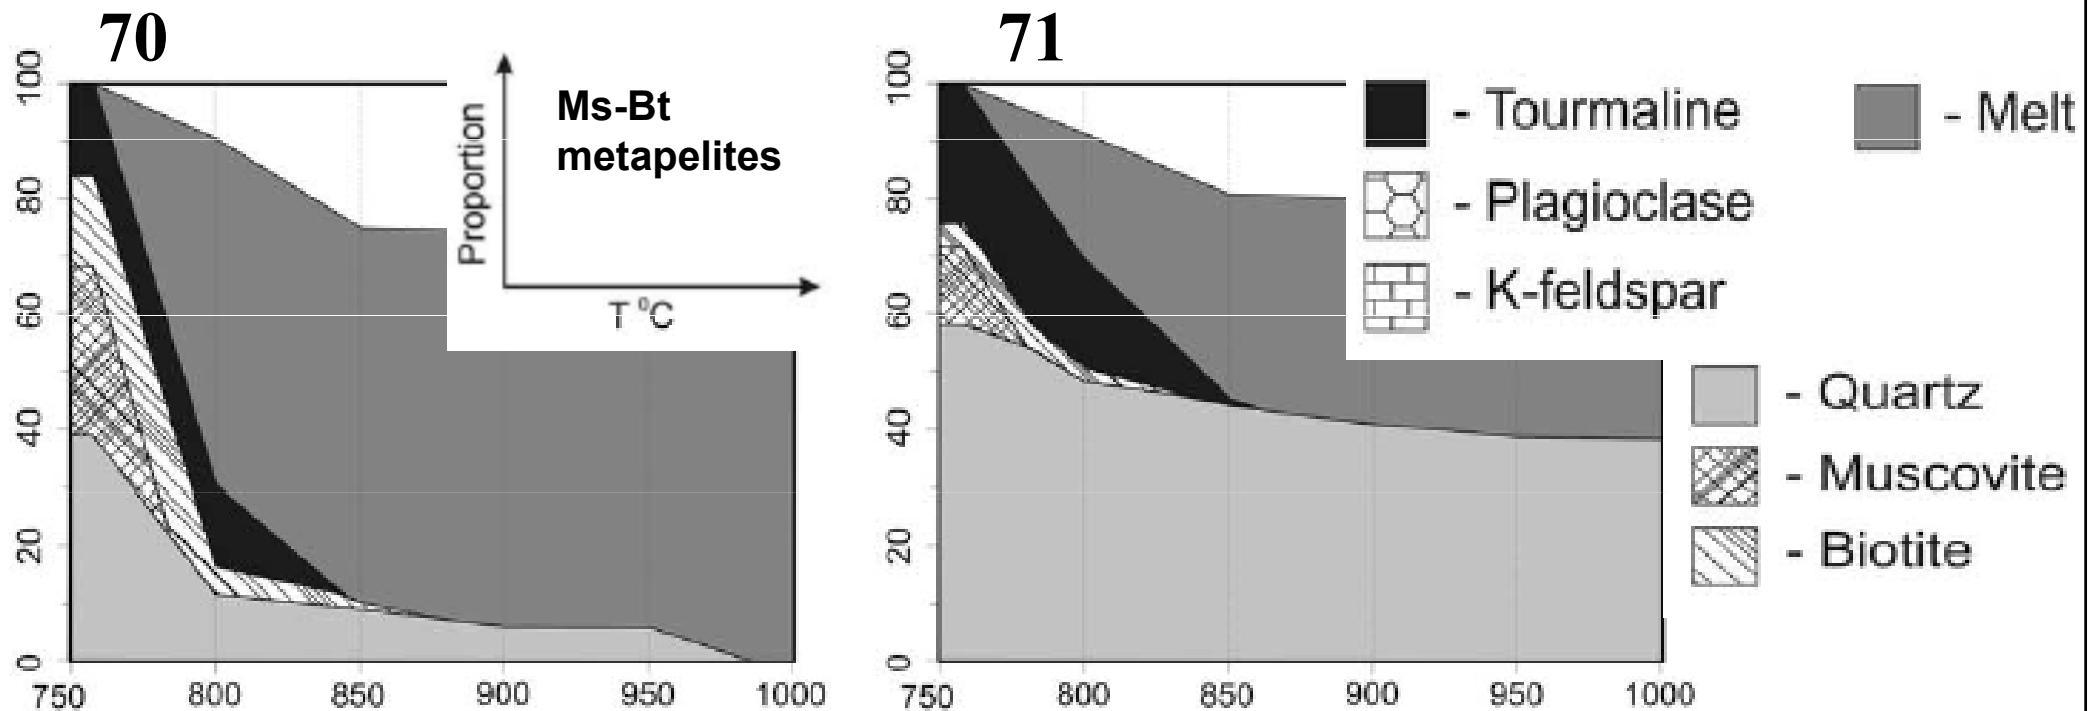 70
100
80
60
40
20
0
750 800 850 900 950 1000
Proportion
T ⁰C
Ms-Bt
metapelites
71
100
80
60
40
20
0
750 800 850 900 950 1000
- Tourmaline
- Melt
- Plagioclase
- K-feldspar
- Quartz
- Muscovite
- Biotite